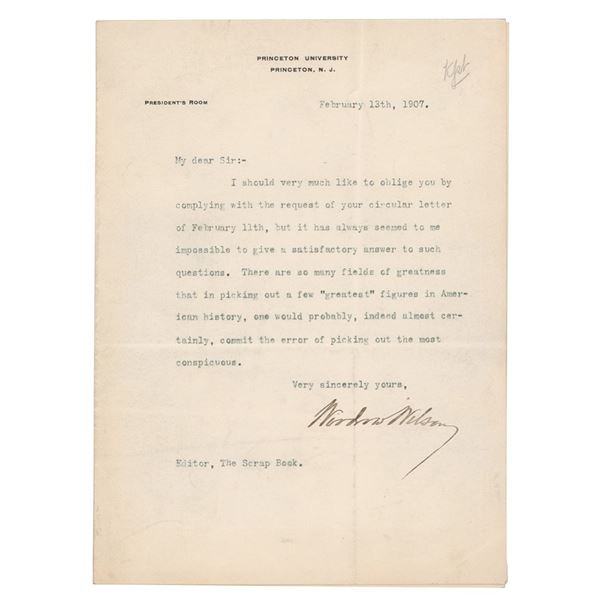 PRINCETON UNIVERSITY
PRINCETON, N. J.
PRESIDENT'S ROOM
February 13th, 1907.
My dear Sir:-
I should very much like to oblige you by
complying with the request of your circular letter
of February 11th, but it has always seemed to me
impossible to give a satisfactory answer to such
questions. There are so many fields of greatness
that in picking out a few "greatest" figures in Amer-
ican history, one would probably, indeed almost cer-
tainly, commit the error of picking out the most
conspicuous.
Very sincerely yours,
Woodrow Wilson
Editor, The Scrap Book.